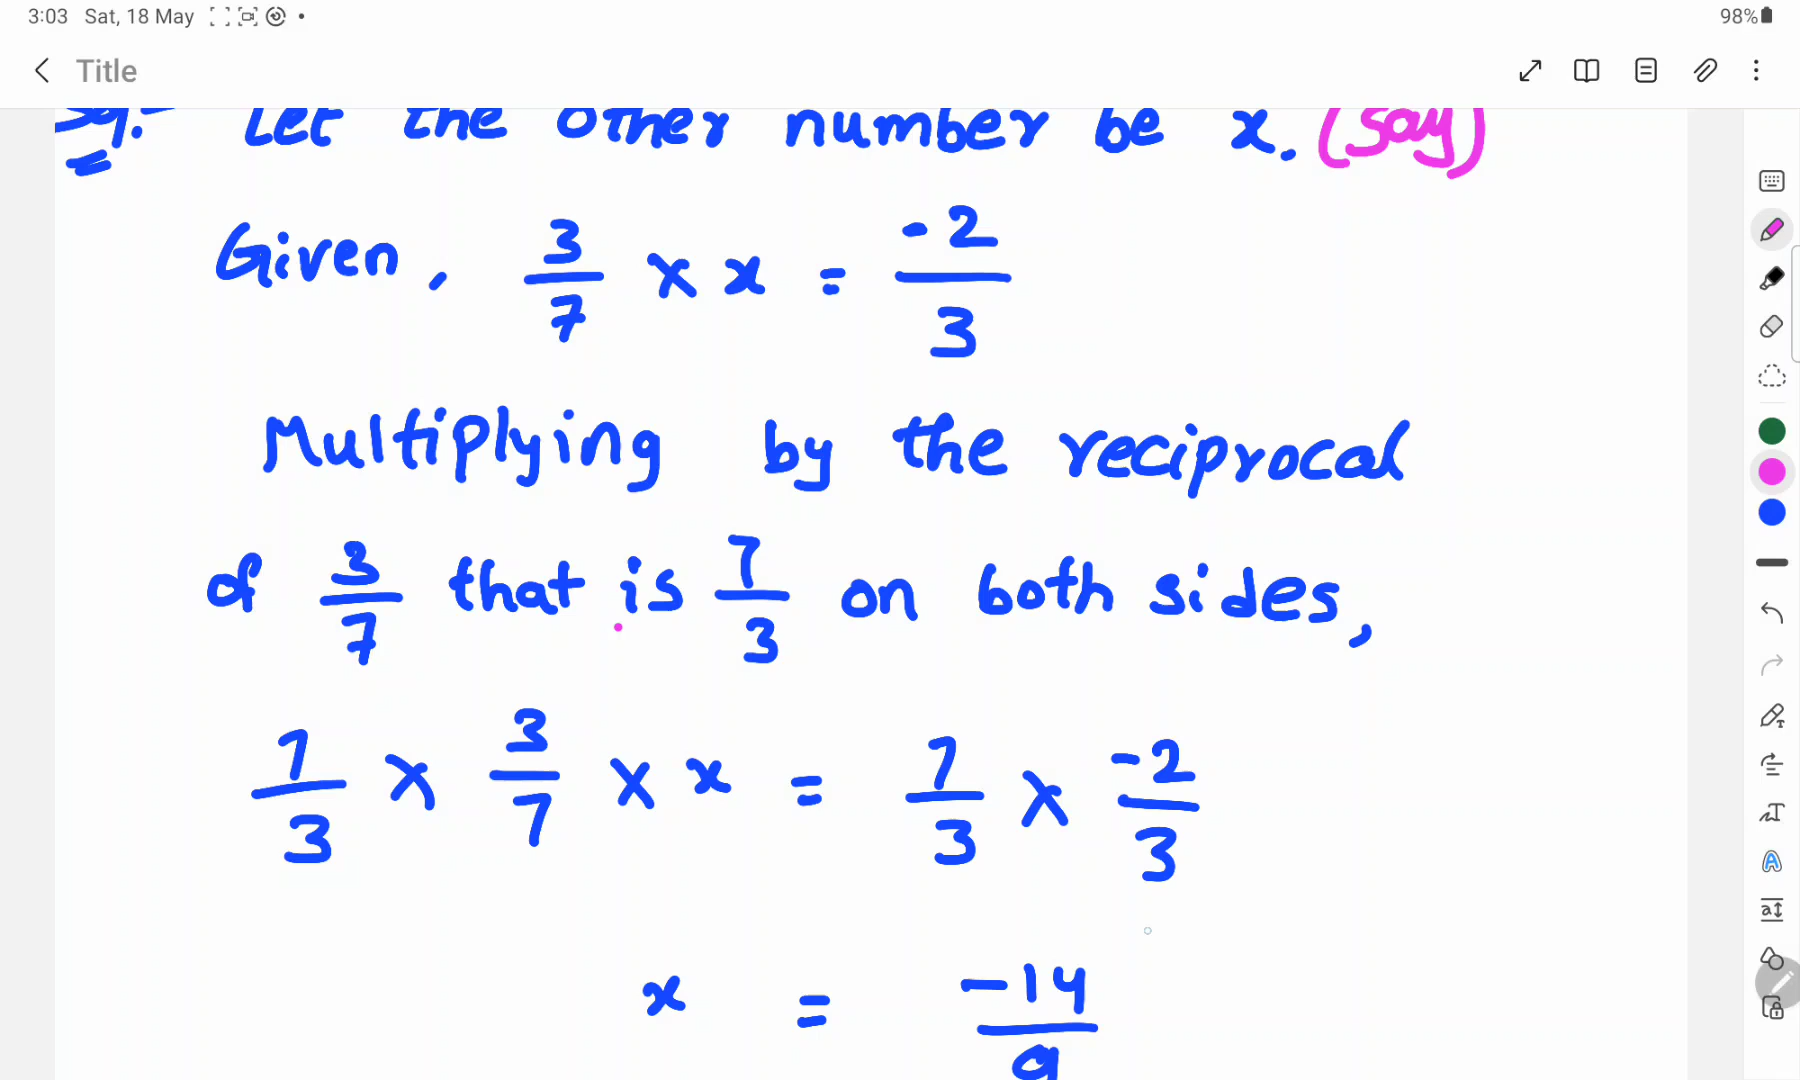 3:03 Sat, 18 May 98%
Title
Let the other number be x. (say)
Given, 3/7 × x = -2/3
Multiplying by the reciprocal
of 3/7 that is 7/3 on both sides,
7/3 × 3/7 × x = 7/3 × -2/3
x = -14/9